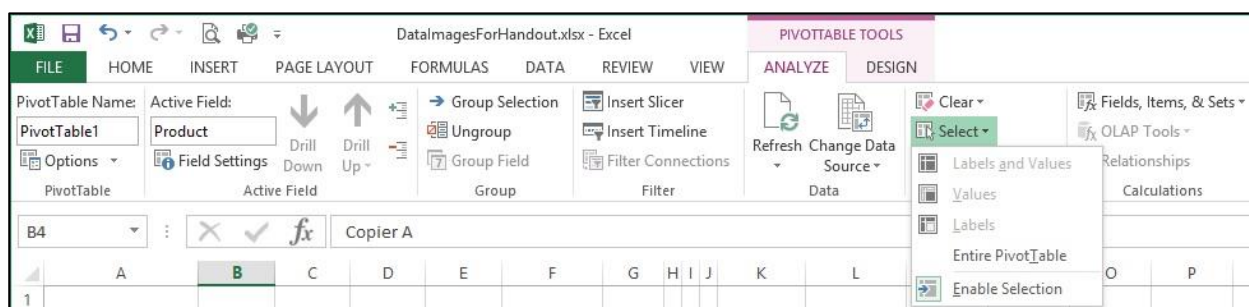 DataImagesForHandout.xlsx - Excel
PIVOTTABLE TOOLS
FILE HOME INSERT PAGE LAYOUT FORMULAS DATA REVIEW VIEW ANALYZE DESIGN
PivotTable Name:
PivotTable1
Options
PivotTable
Active Field:
Product
Field Settings
Drill Down
Drill Up
Active Field
Group Selection
Ungroup
Group Field
Group
Insert Slicer
Insert Timeline
Filter Connections
Filter
Refresh
Change Data Source
Data
Clear
Select
Labels and Values
Values
Labels
Entire PivotTable
Enable Selection
Fields, Items, & Sets
OLAP Tools
Relationships
Calculations
B4 fx Copier A
A B C D E F G H I J K L O P
1